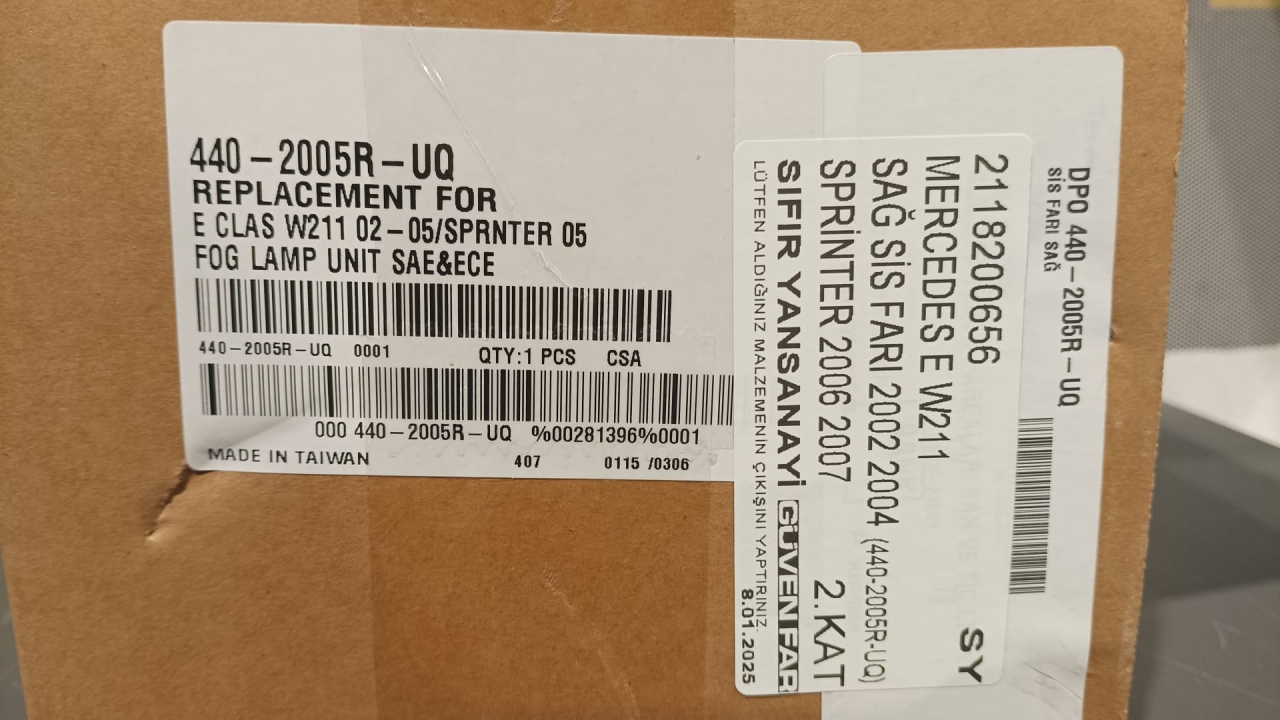 440-2005R-UQ
REPLACEMENT FOR
E CLAS W211 02-05/SPRNTER 05
FOG LAMP UNIT SAE&ECE
440-2005R-UQ 0001 QTY:1 PCS CSA
000 440-2005R-UQ %00281396%0001
MADE IN TAIWAN 407 0115 /0306
DPO 440-2005R-UQ
SİS FARI SAĞ
2118200656
MERCEDES E W211 SY
SAĞ SİS FARI 2002 2004 (440-2005R-UQ)
SPRİNTER 2006 2007 2.KAT
SIFIR YANSANAYİ GÜVEN FAR
LÜTFEN ALDIĞINIZ MALZEMENİN ÇIKIŞINI YAPTIRINIZ.
8.01.2025